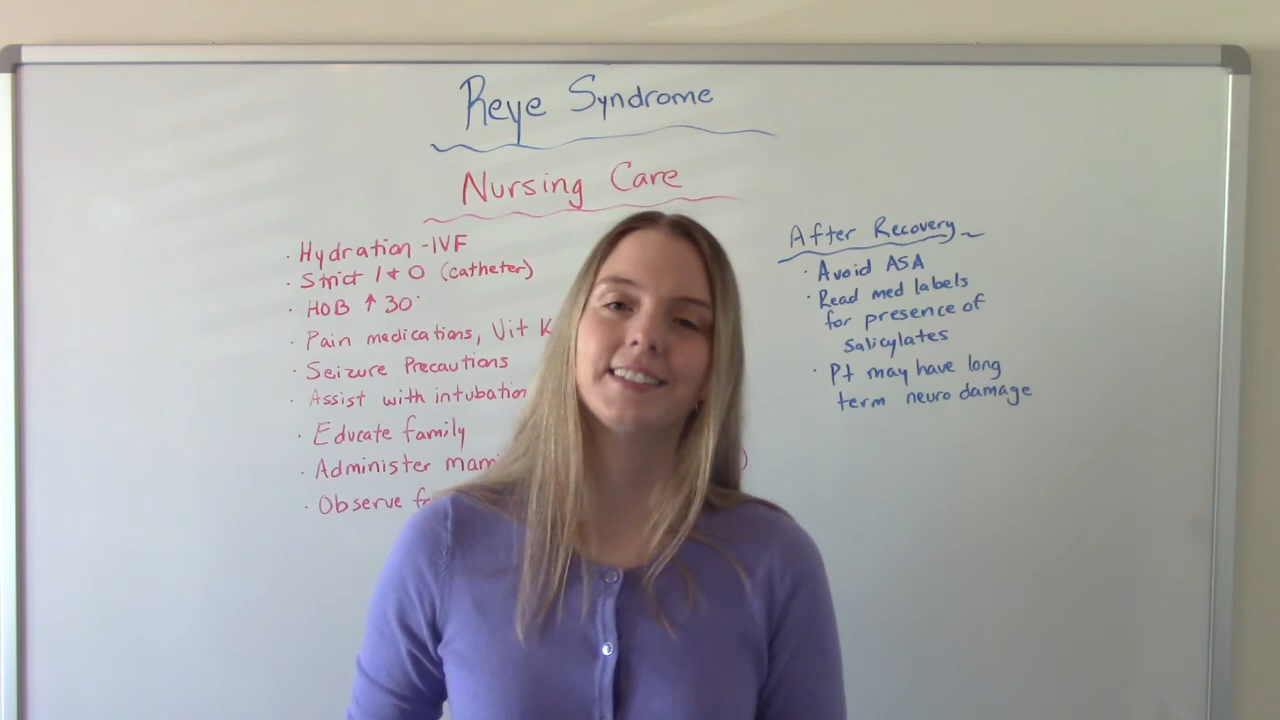 Reye Syndrome
Nursing Care
· Hydration - IVF
· Strict I & O (catheter)
· HOB ↑ 30°
· Pain medications, Vit K
· Seizure Precautions
· Assist with intubation
· Educate family
· Administer
· Observe
After Recovery
· Avoid ASA
· Read med labels
for presence of
salicylates
· Pt may have long
term neuro damage